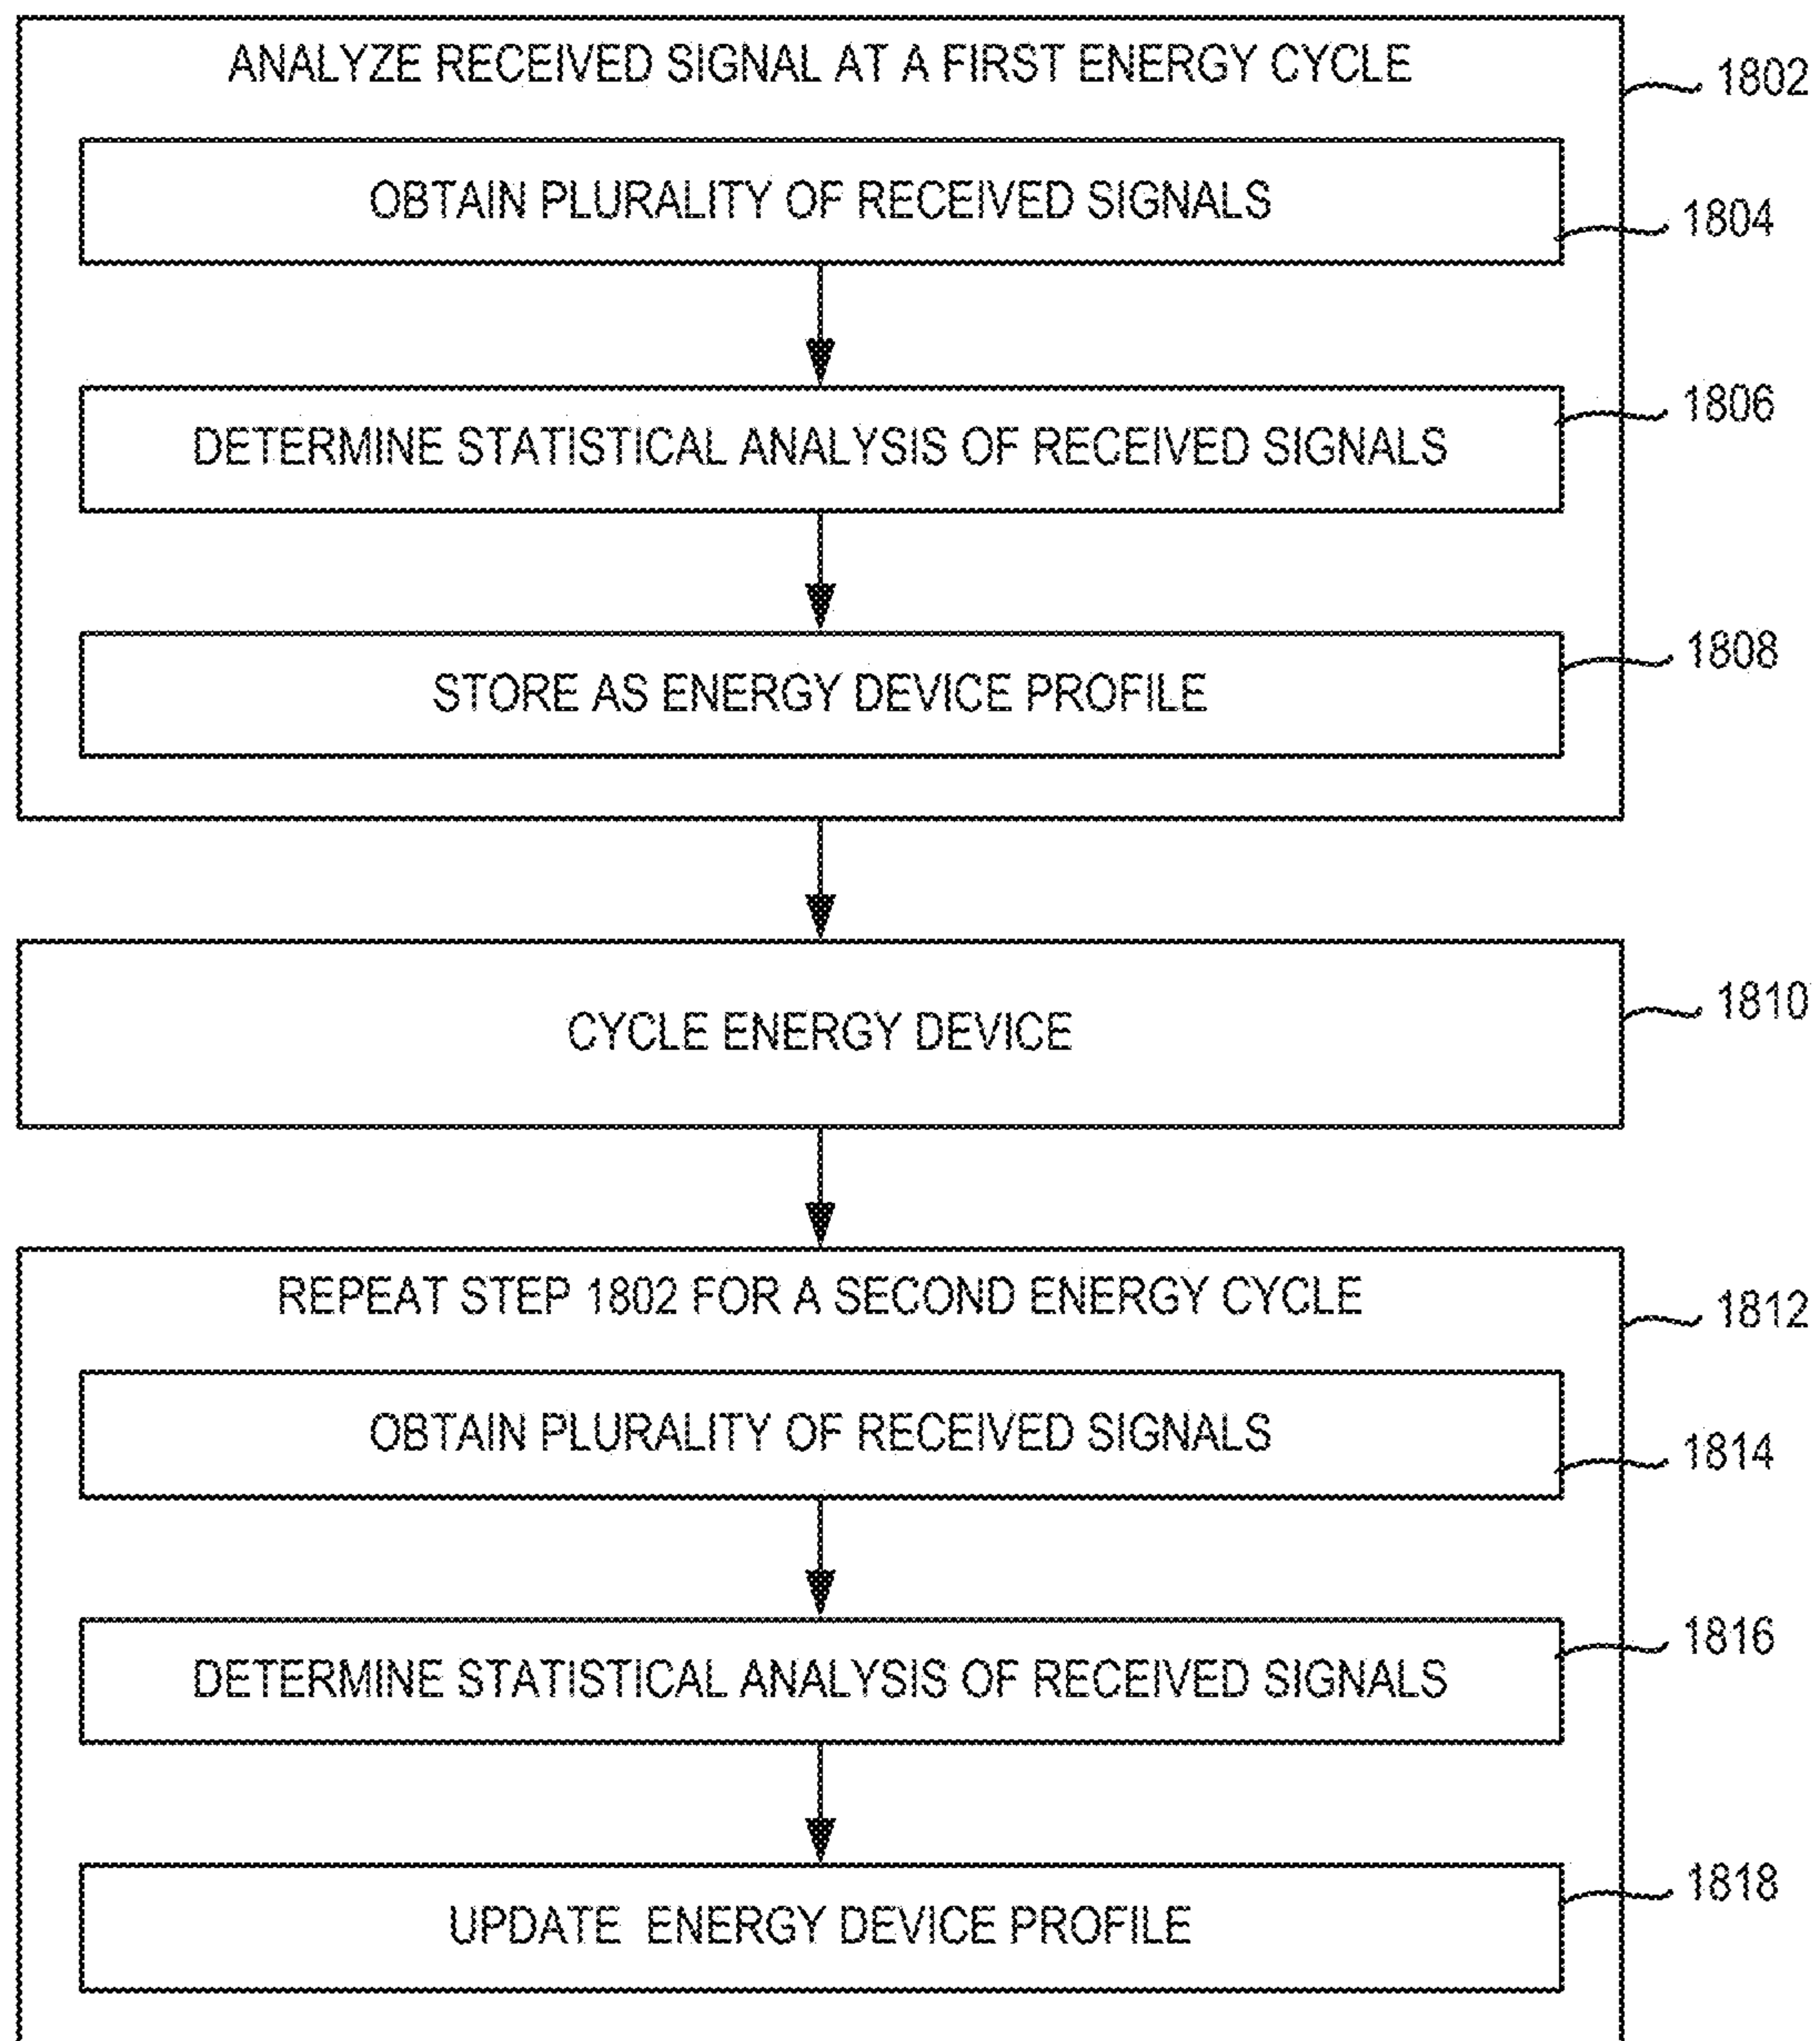 ANALYZE RECEIVED SIGNAL AT A FIRST ENERGY CYCLE
1802
OBTAIN PLURALITY OF RECEIVED SIGNALS
1804
DETERMINE STATISTICAL ANALYSIS OF RECEIVED SIGNALS
1806
STORE AS ENERGY DEVICE PROFILE
1808
CYCLE ENERGY DEVICE
1810
REPEAT STEP 1802 FOR A SECOND ENERGY CYCLE
1812
OBTAIN PLURALITY OF RECEIVED SIGNALS
1814
DETERMINE STATISTICAL ANALYSIS OF RECEIVED SIGNALS
1816
UPDATE ENERGY DEVICE PROFILE
1818